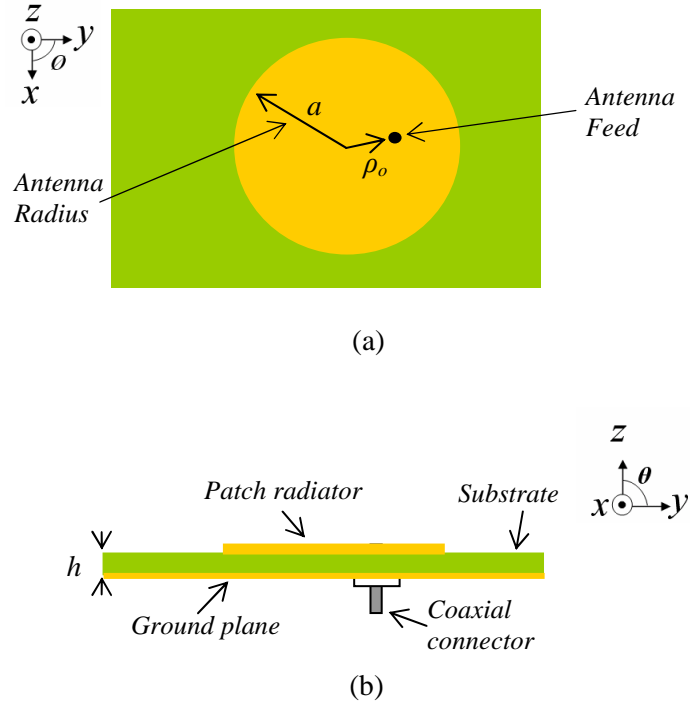 z
y
ø
x
a
Antenna
Feed
ρₒ
Antenna
Radius
(a)
z
θ
x
y
Patch radiator
Substrate
h
Ground plane
Coaxial
connector
(b)